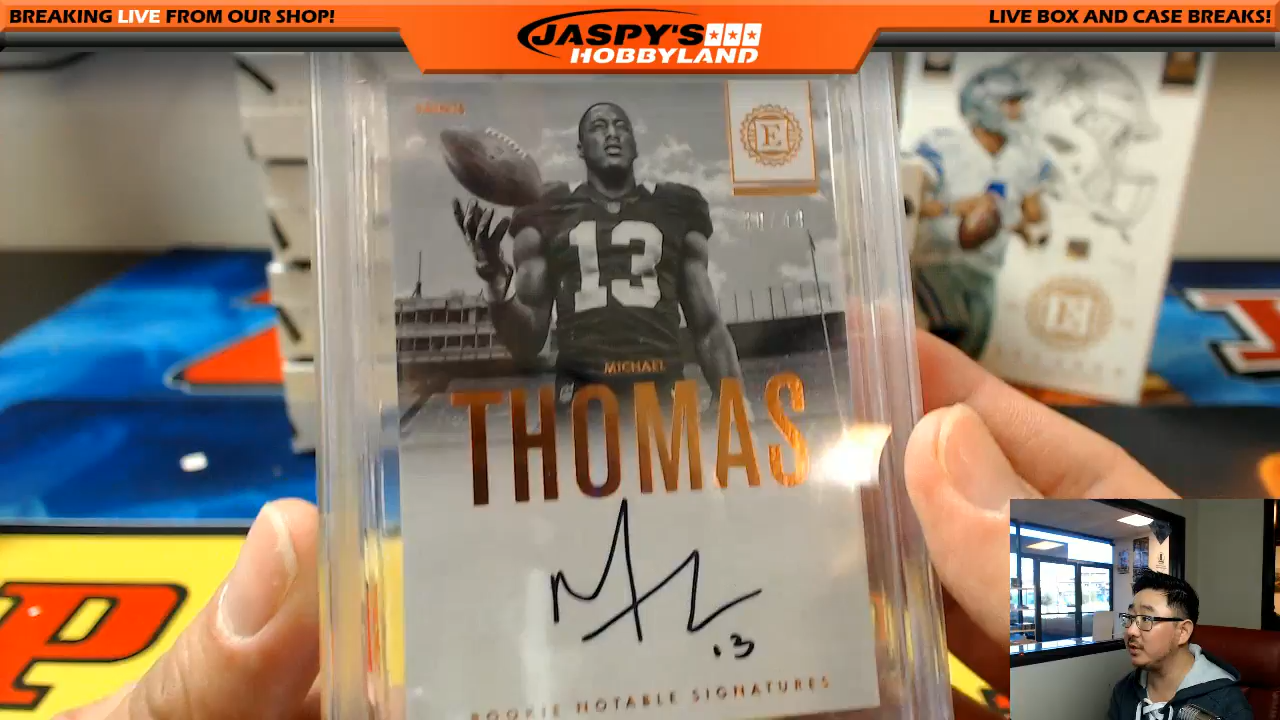 BREAKING LIVE FROM OUR SHOP!
JASPY'S
HOBBYLAND
LIVE BOX AND CASE BREAKS!
SAINTS
E
13
MICHAEL
THOMAS
13
ROOKIE NOTABLE SIGNATURES
P